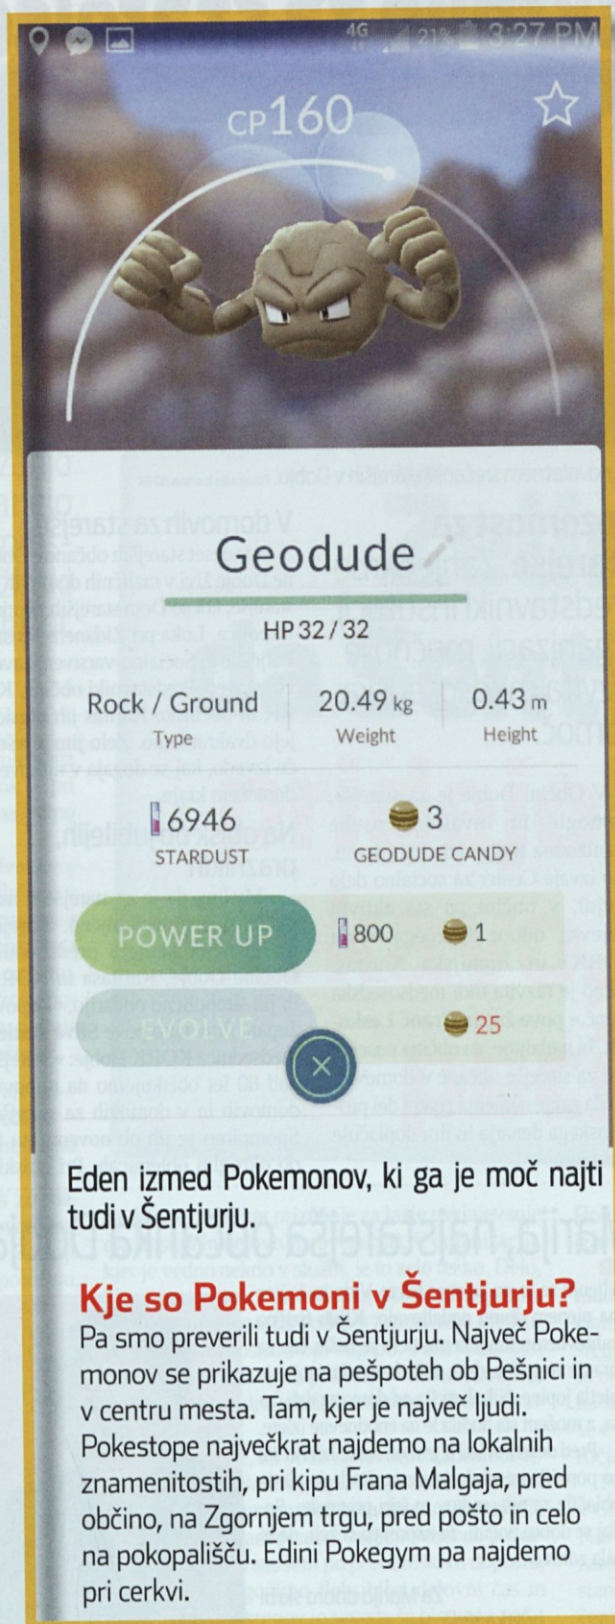 4G 21% 3:27 PM
CP160
Geodude
HP 32 / 32
Rock / Ground 20.49 kg 0.43 m
Type Weight Height
6946 3
STARDUST GEODUDE CANDY
POWER UP 800 1
EVOLVE 25
Eden izmed Pokemonov, ki ga je moč najti
tudi v Šentjurju.
Kje so Pokemoni v Šentjurju?
Pa smo preverili tudi v Šentjurju. Največ Poke-
monov se prikazuje na pešpoteh ob Pešnici in
v centru mesta. Tam, kjer je največ ljudi.
Pokestope največkrat najdemo na lokalnih
znamenitostih, pri kipu Frana Malgaja, pred
občino, na Zgornjem trgu, pred pošto in celo
na pokopališču. Edini Pokegym pa najdemo
pri cerkvi.